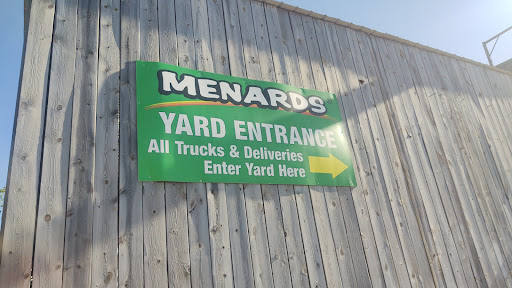 MENARDS
YARD ENTRANCE
All Trucks & Deliveries
Enter Yard Here